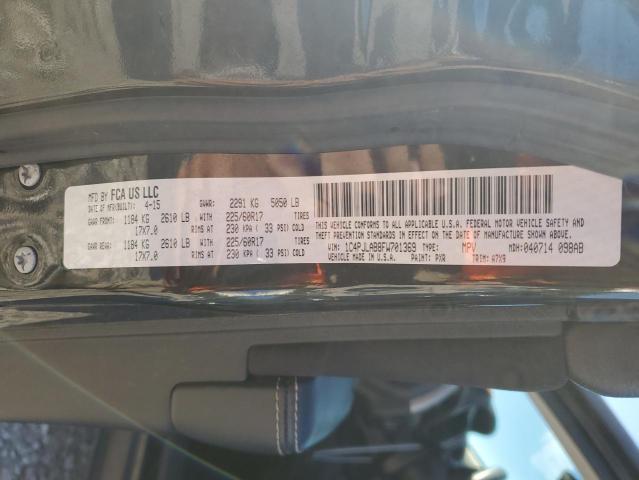 MFD BY FCA US LLC
DATE OF MFR(BUILT): 4-15 GVWR: 2291 KG 5050 LB
GAWR FRONT: 1184 KG 2610 LB WITH 225/60R17 TIRES
17X7.0 RIMS AT 230 KPA ( 33 PSI) COLD
GAWR REAR: 1184 KG 2610 LB WITH 225/60R17 TIRES
17X7.0 RIMS AT 230 KPA ( 33 PSI) COLD
THIS VEHICLE CONFORMS TO ALL APPLICABLE U.S.A. FEDERAL MOTOR VEHICLE SAFETY AND
THEFT PREVENTION STANDARDS IN EFFECT ON THE DATE OF MANUFACTURE SHOWN ABOVE.
VIN: 1C4PJLAB8FW701369 TYPE: MPV MDH: 040714 098AB
VEHICLE MADE IN U.S.A. PAINT: PXR TRIM: A7X9